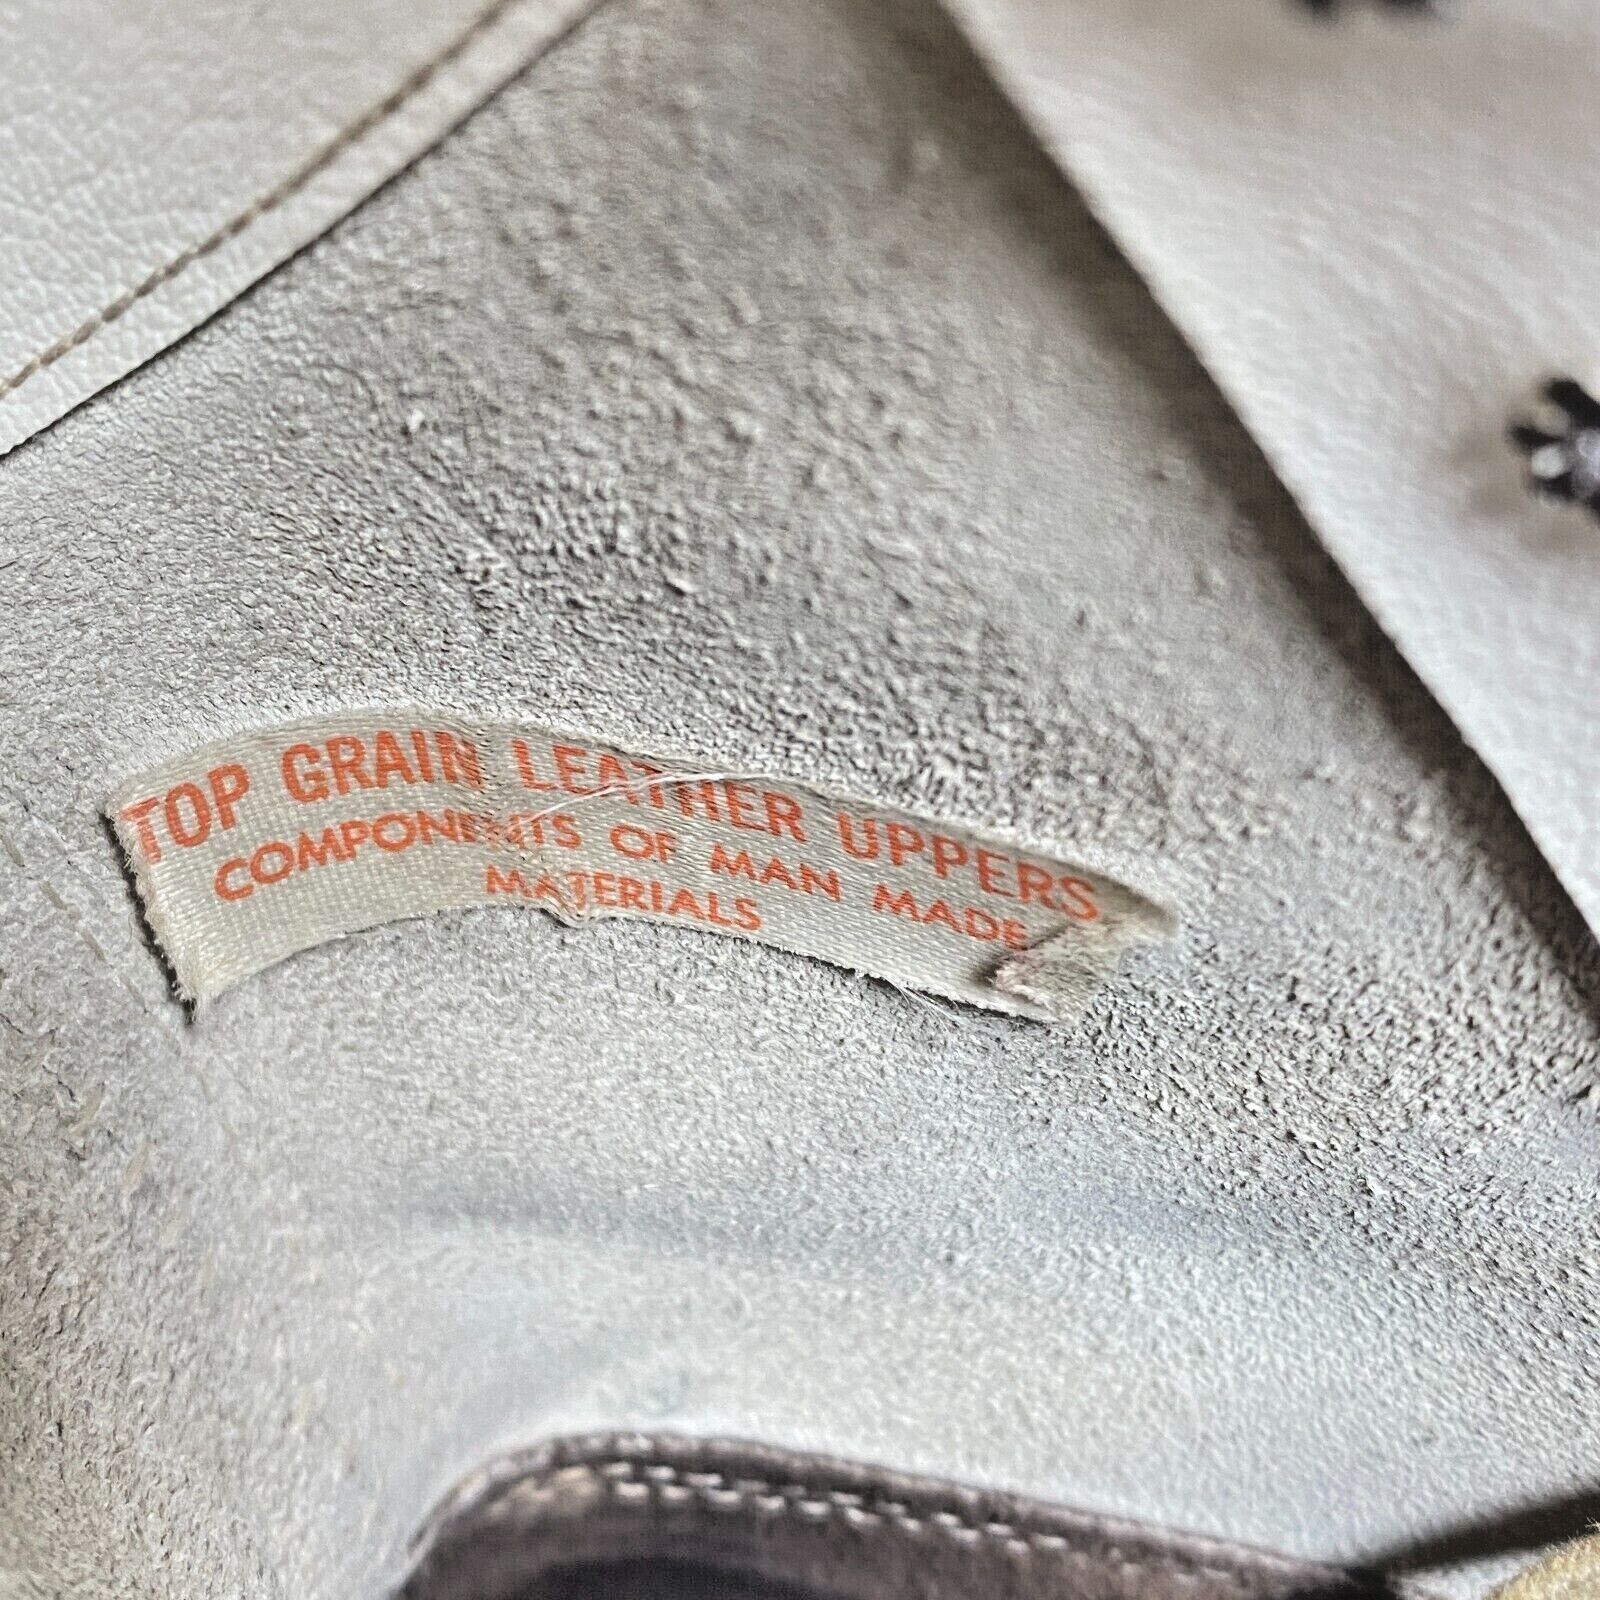 TOP GRAIN LEATHER UPPERS
COMPONENTS OF MAN MADE
MATERIALS